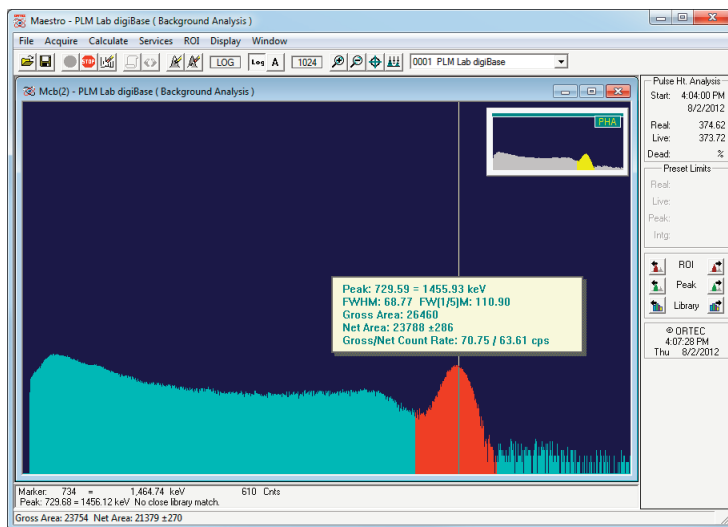 Maestro - PLM Lab digiBase ( Background Analysis )
File Acquire Calculate Services ROI Display Window
STOP LOG Log A 1024 0001 PLM Lab digiBase
Mcb(2) - PLM Lab digiBase ( Background Analysis )
PHA
Peak: 729.59 = 1455.93 keV
FWHM: 68.77 FW(1/5)M: 110.90
Gross Area: 26460
Net Area: 23788 ±286
Gross/Net Count Rate: 70.75 / 63.61 cps
Pulse Ht. Analysis
Start: 4:04:00 PM
8/2/2012
Real: 374.62
Live: 373.72
Dead: %
Preset Limits
Real:
Live:
Peak:
Intg:
ROI
Peak
Library
© ORTEC
4:07:28 PM
Thu 8/2/2012
Marker: 734 = 1,464.74 keV 610 Cnts
Peak: 729.68 = 1456.12 keV No close library match.
Gross Area: 23754 Net Area: 21379 ±270